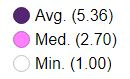 Avg. (5.36)
Med. (2.70)
Min. (1.00)